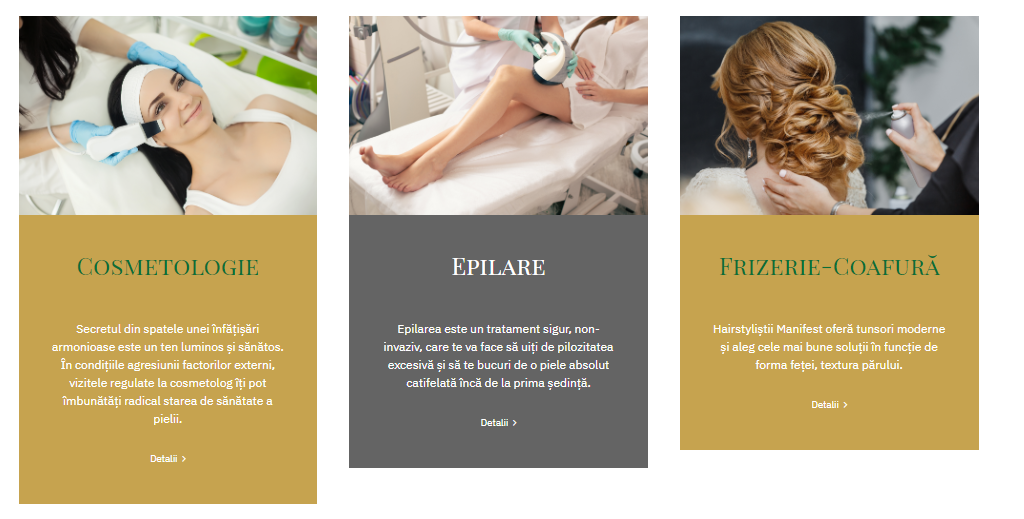 Cosmetologie
Secretul din spatele unei înfățișări
armonioase este un ten luminos și sănătos.
În condițiile agresiunii factorilor externi,
vizitele regulate la cosmetolog îți pot
îmbunătăți radical starea de sănătate a
pielii.
Detalii >
Epilare
Epilarea este un tratament sigur, non-
invaziv, care te va face să uiți de pilozitatea
excesivă și să te bucuri de o piele absolut
catifelată încă de la prima ședință.
Detalii >
Frizerie-Coafură
Hairstyliștii Manifest oferă tunsori moderne
și aleg cele mai bune soluții în funcție de
forma feței, textura părului.
Detalii >